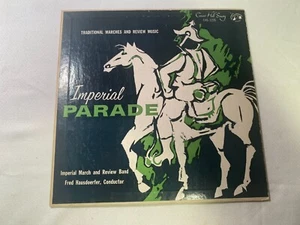 TRADITIONAL MARCHES AND REVIEW MUSIC
Imperial
PARADE
Imperial March and Review Band
Fred Hausdoerfer, Conductor